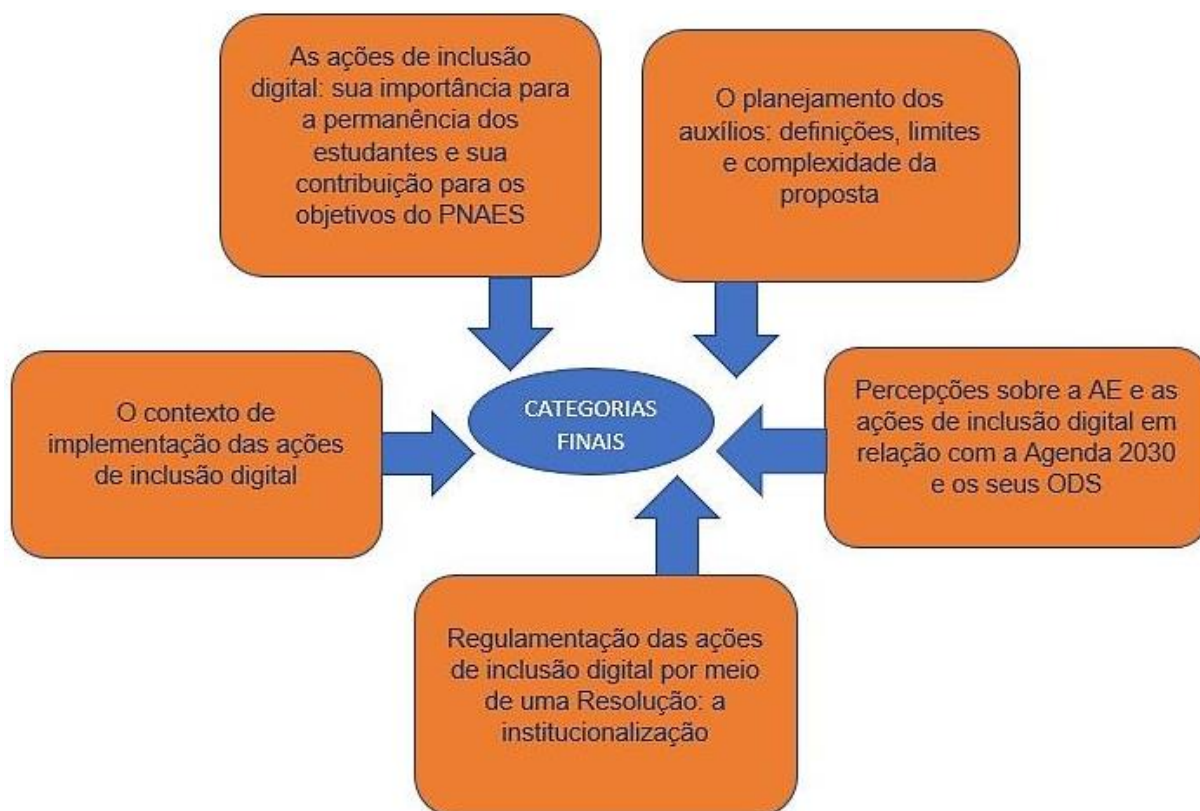 As ações de inclusão
digital: sua importância para
a permanência dos
estudantes e sua
contribuição para os
objetivos do PNAES
O planejamento dos
auxílios: definições, limites
e complexidade da
proposta
O contexto de
implementação das ações
de inclusão digital
CATEGORIAS
FINAIS
Percepções sobre a AE e as
ações de inclusão digital em
relação com a Agenda 2030
e os seus ODS
Regulamentação das ações
de inclusão digital por meio
de uma Resolução: a
institucionalização